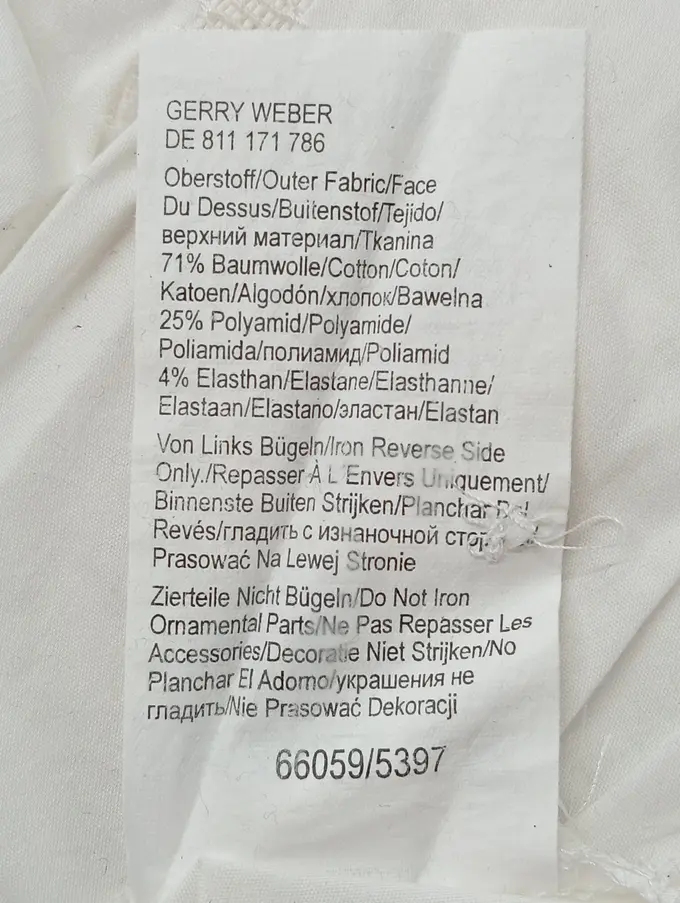 GERRY WEBER
DE 811 171 786
Oberstoff/Outer Fabric/Face
Du Dessus/Buitenstof/Tejido/
верхний материал/Tkanina
71% Baumwolle/Cotton/Coton/
Katoen/Algodón/хлопок/Bawełna
25% Polyamid/Polyamide/
Poliamida/полиамид/Poliamid
4% Elasthan/Elastane/Elasthanne/
Elastaan/Elastano/эластан/Elastan
Von Links Bügeln/Iron Reverse Side
Only./Repasser À L'Envers Uniquement/
Binnenste Buiten Strijken/Planchar
Revés/гладить с изнаночной
Prasować Na Lewej Stronie
Zierteile Nicht Bügeln/Do Not Iron
Ornamental Parts/Ne Pas Repasser Les
Accessories/Decoratie Niet Strijken/No
Planchar El Adorno/украшения не
гладить/Nie Prasować Dekoracji
66059/5397